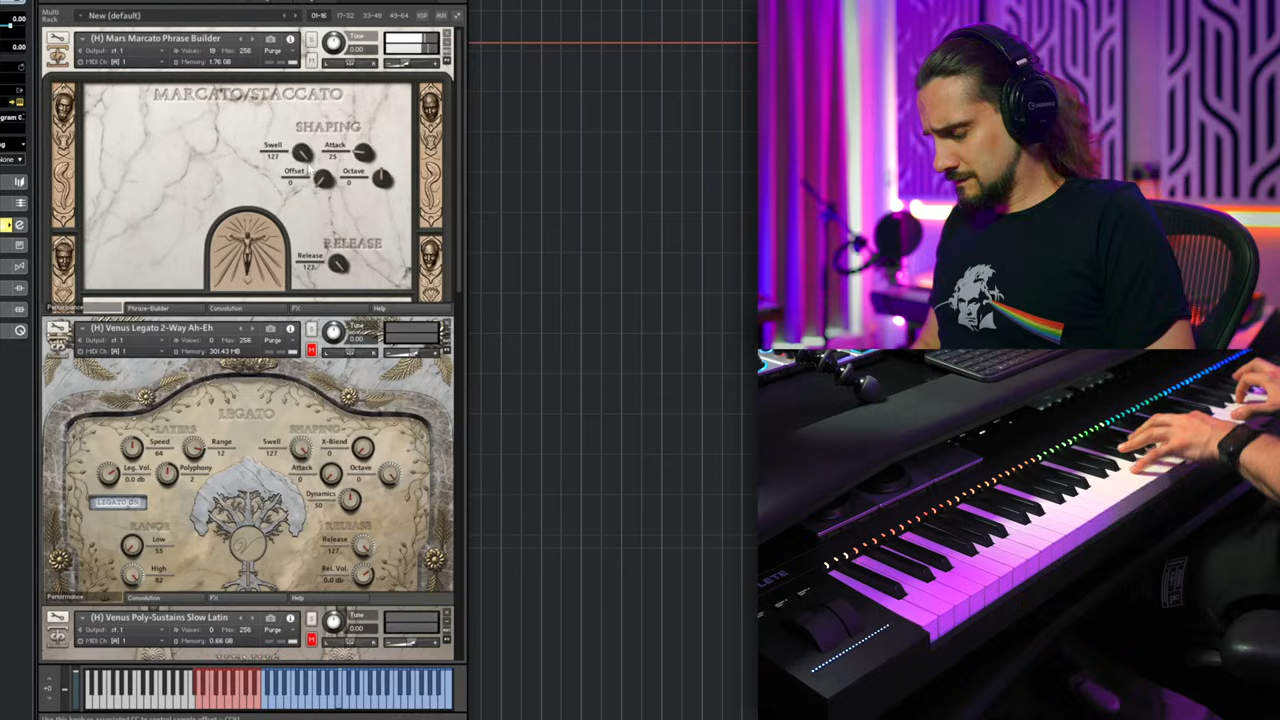 0.00
Multi
Rack
New (default)
01-16
17-32
33-48
49-64
KSP
AUX
(H) Mars Marcato Phrase Builder
Output: st. 1
Voices: 19
Max: 256
Purge
MIDI Ch: [A] 1
Memory: 1.76 GB
S
M
Tune
0.00
L
R
MARCATO/STACCATO
SHAPING
Swell
127
Attack
25
Offset
0
Octave
0
RELEASE
Release
127
Performance
Phrase-Builder
Convolution
FX
Help
(H) Venus Legato 2-Way Ah-Eh
Output: st. 1
Voices: 0
Max: 256
Purge
MIDI Ch: [A] 1
Memory: 301.43 MB
S
M
Tune
0.00
L
R
LEGATO
LAYERS
SHAPING
Speed
64
Range
12
Swell
127
X-Blend
0
Leg. Vol.
0.0 db
Polyphony
2
Attack
0
Octave
0
LEGATO ON
Dynamics
50
RANGE
RELEASE
Low
55
Release
127
High
82
Rel. Vol.
0.0 db
Performance
Convolution
FX
Help
(H) Venus Poly-Sustains Slow Latin
Output: st. 1
Voices: 0
Max: 256
Purge
MIDI Ch: [A] 1
Memory: 0.66 GB
S
M
Tune
0.00
L
R
+0